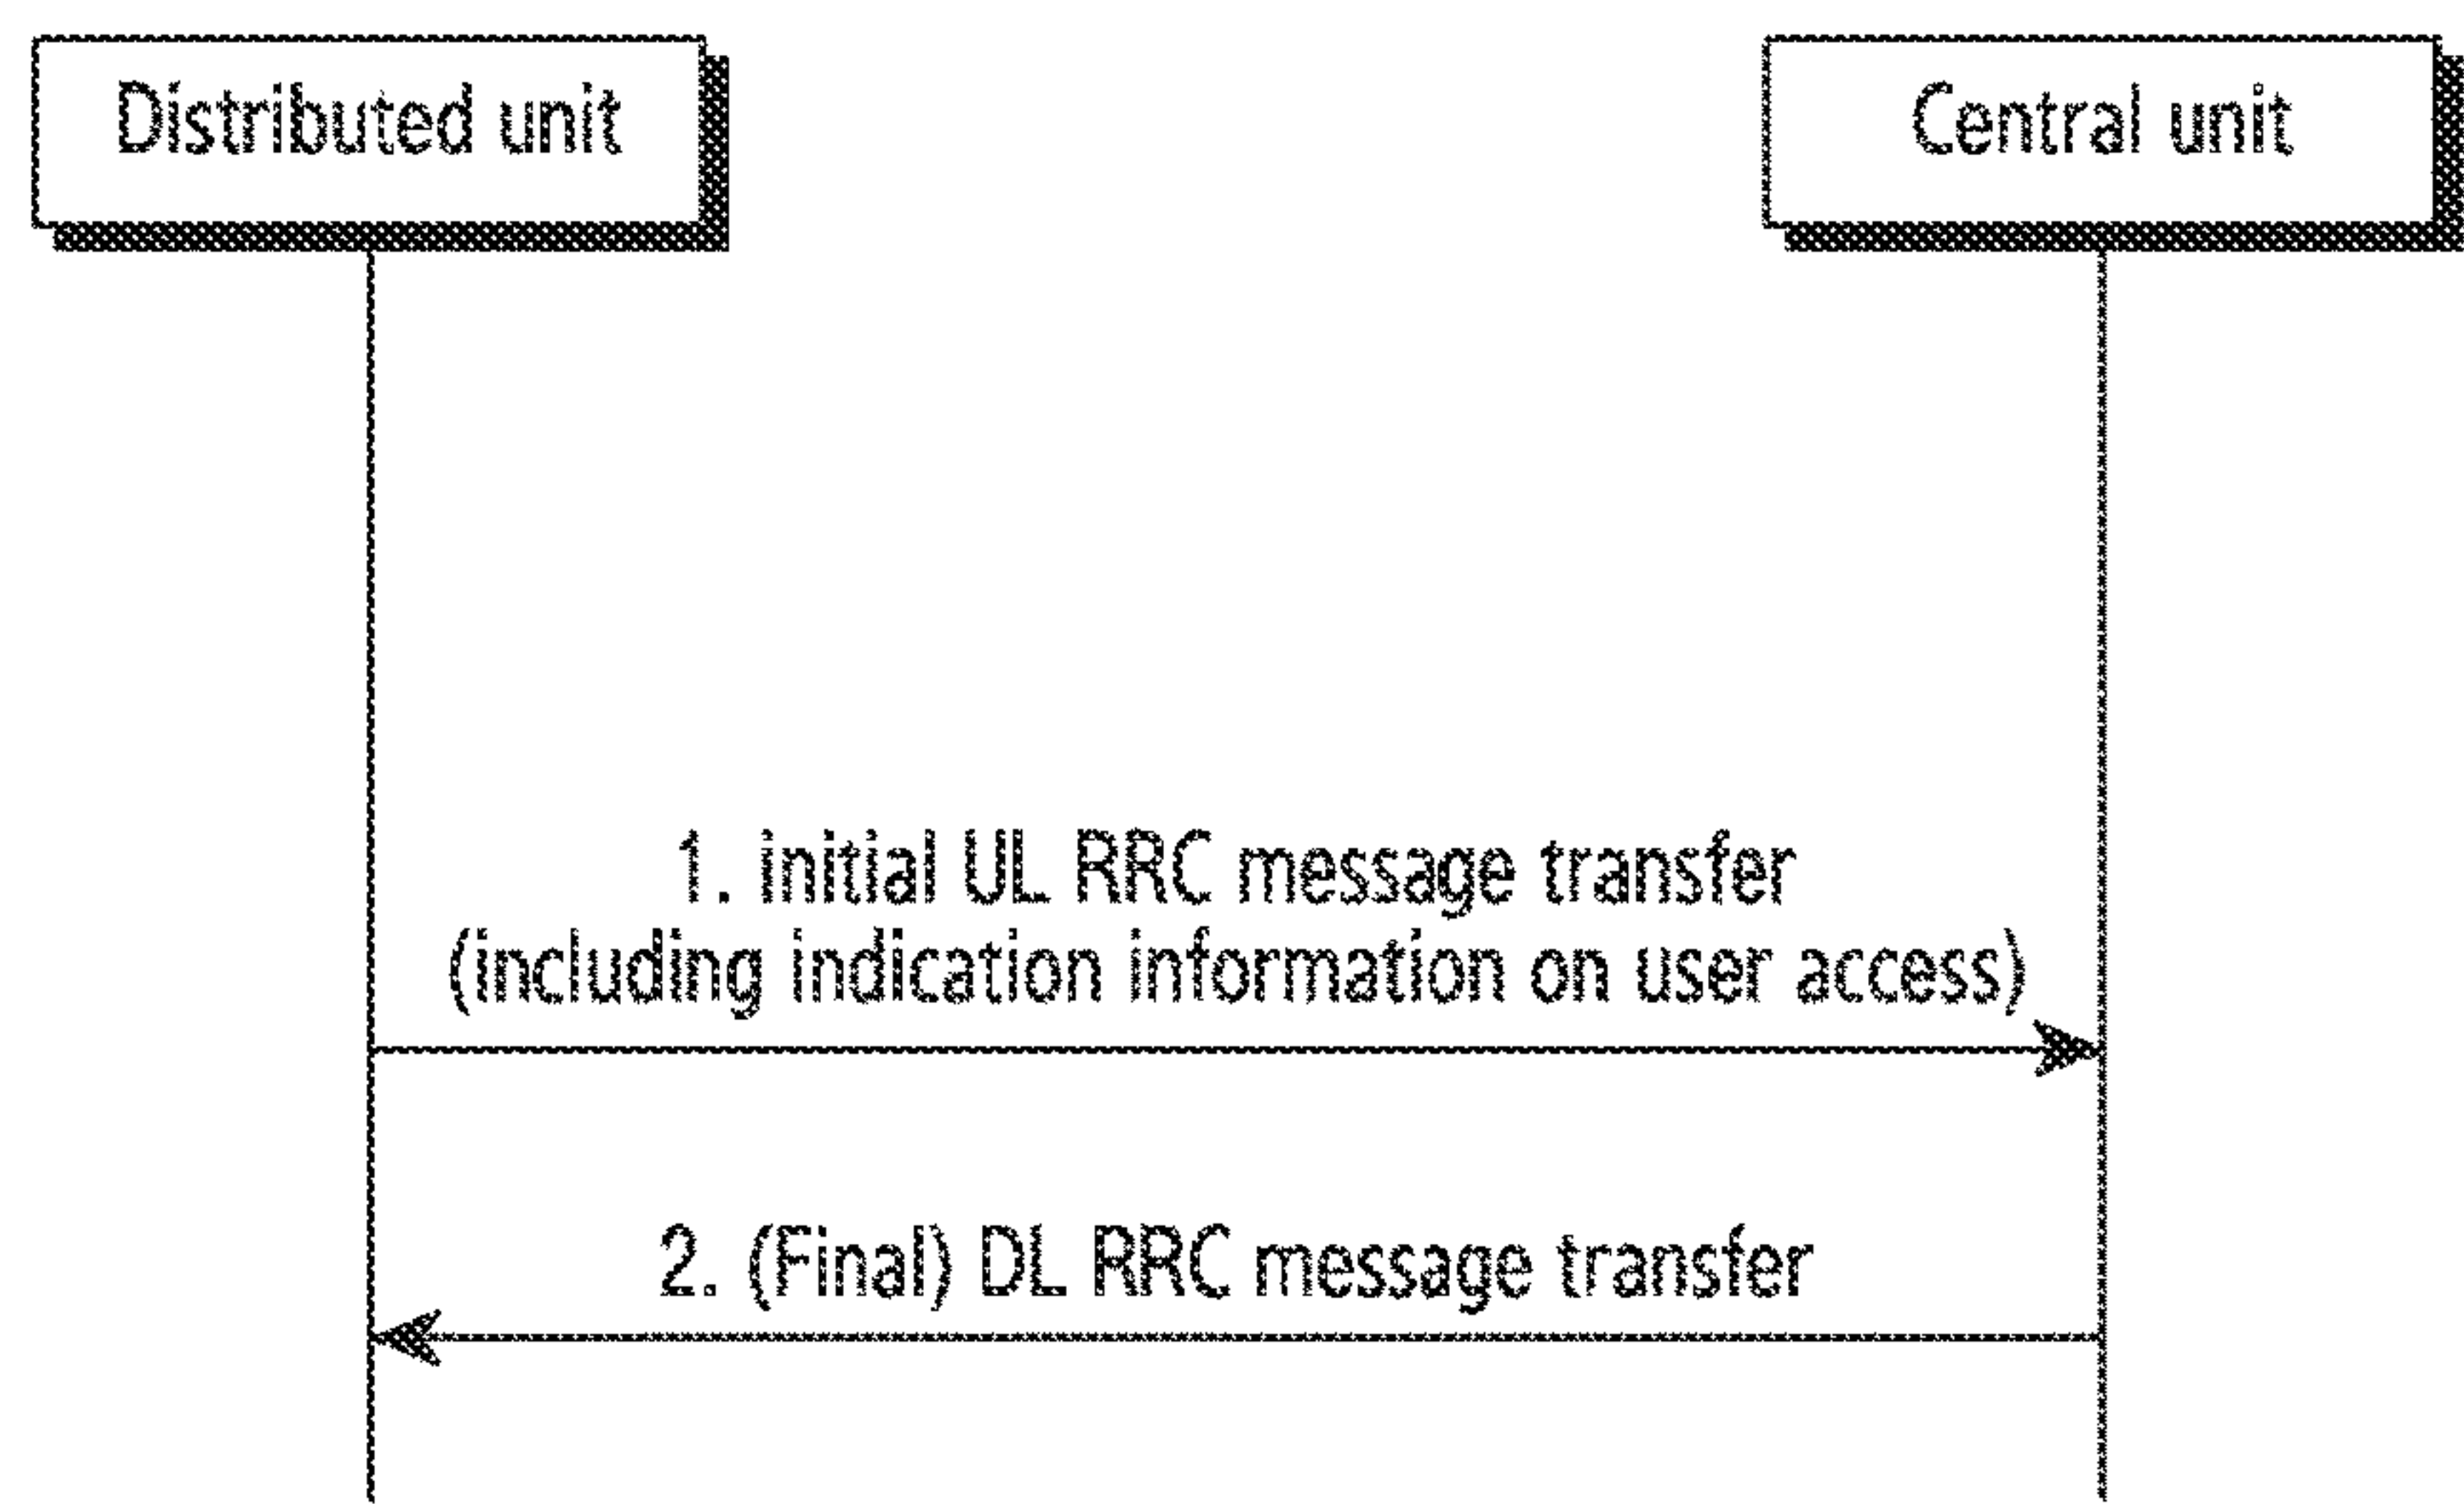 Distributed unit
Central unit
1. initial UL RRC message transfer
(including indication information on user access)
2. (Final) DL RRC message transfer